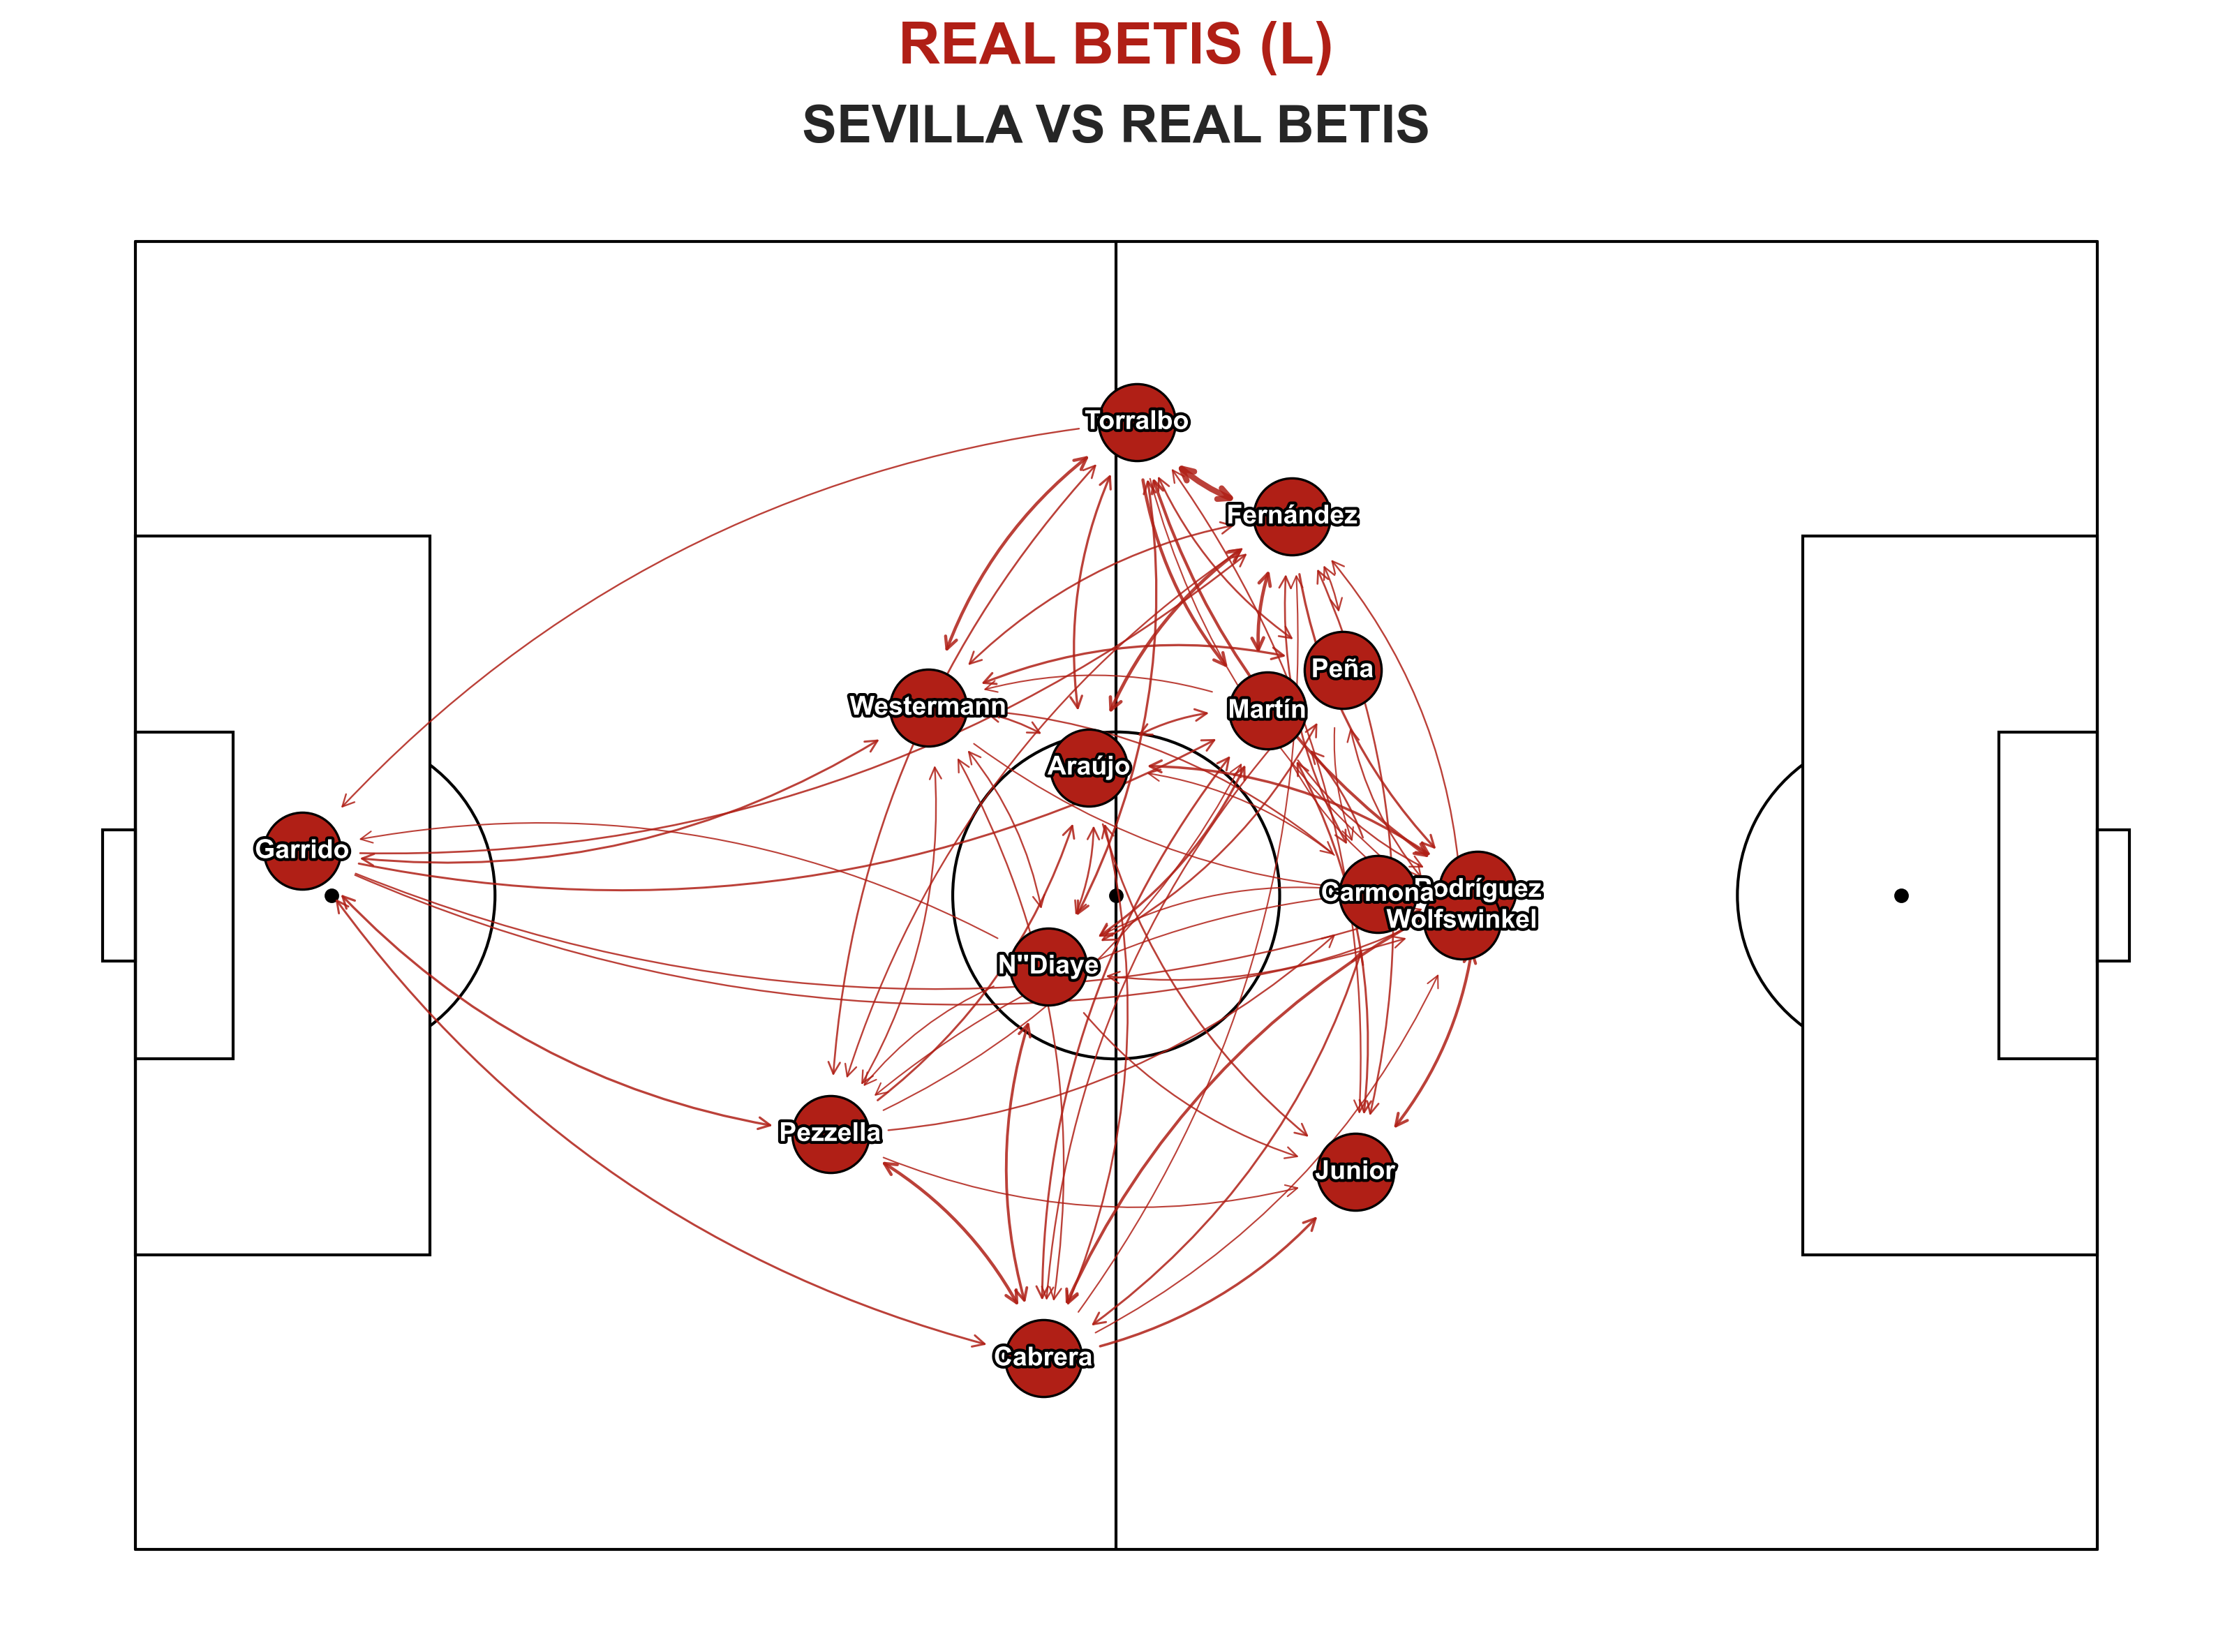 REAL BETIS (L)
SEVILLA VS REAL BETIS
Torralbo
Fernández
Peña
Westermann
Martín
Araújo
Garrido
Carmona
Rodríguez
Wolfswinkel
N"Diaye
Pezzella
Junior
Cabrera